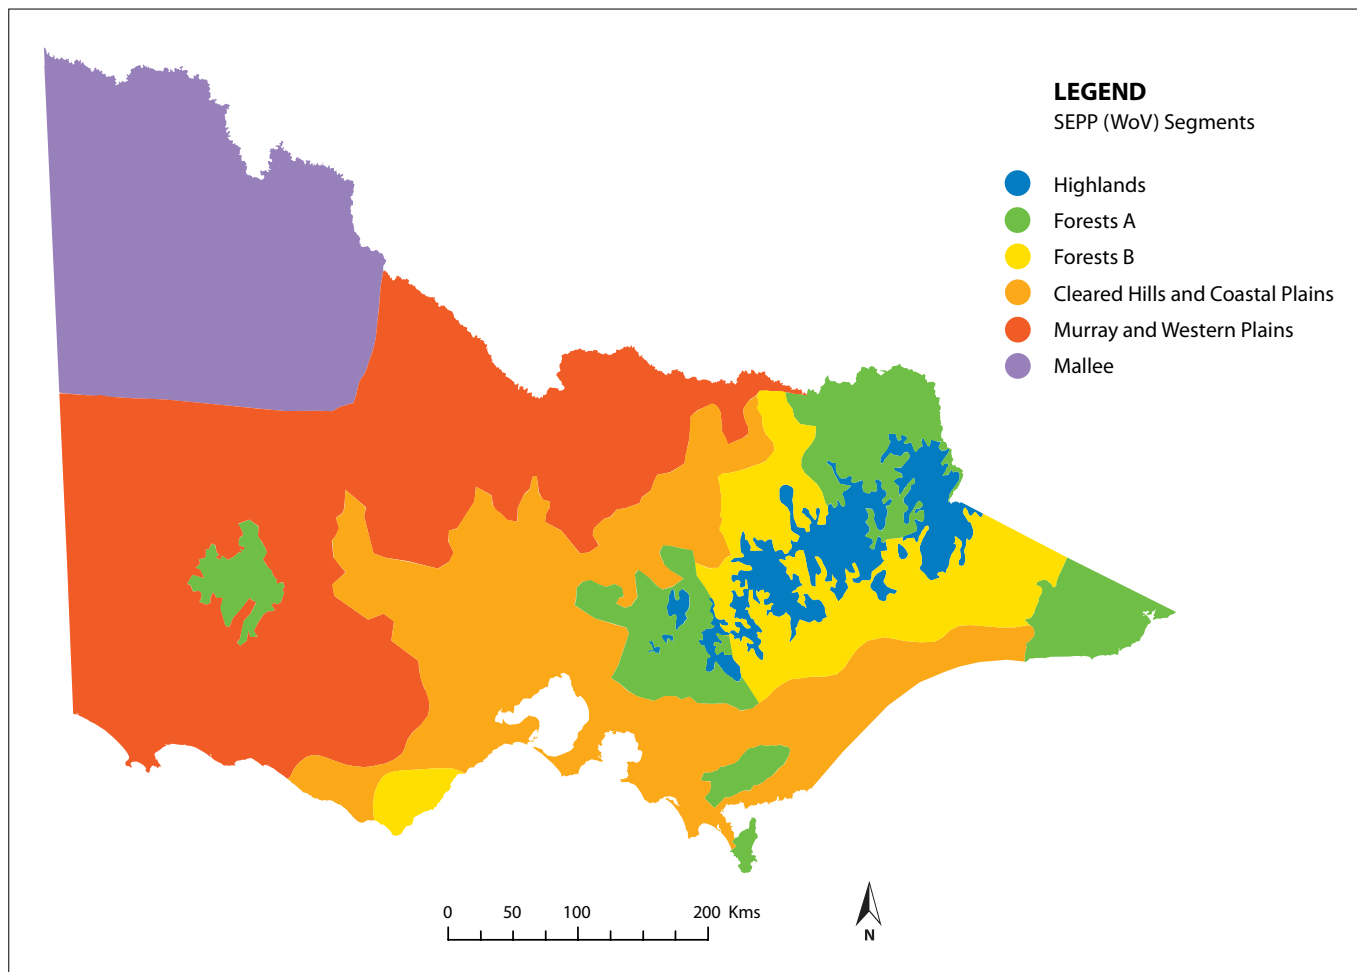 LEGEND
SEPP (WoV) Segments
Highlands
Forests A
Forests B
Cleared Hills and Coastal Plains
Murray and Western Plains
Mallee
0 50 100 200 Kms
N